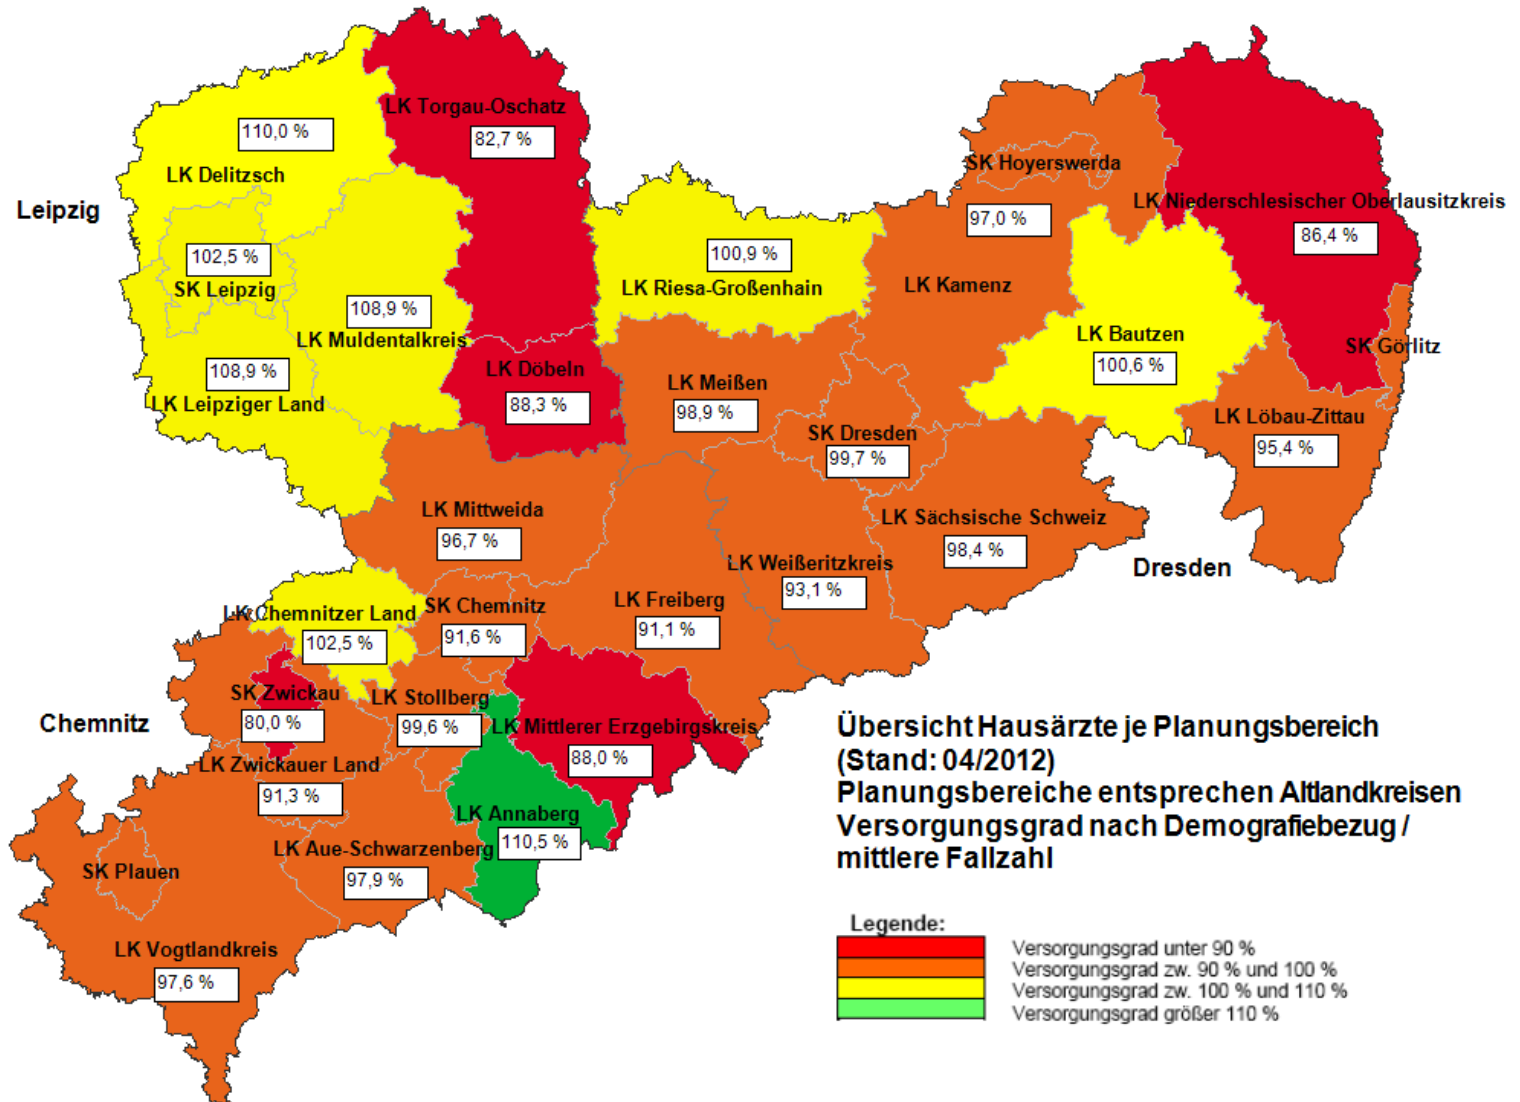 LK Torgau-Oschatz
82,7 %
110,0 %
LK Delitzsch
Leipzig
102,5 %
SK Leipzig
108,9 %
LK Muldentalkreis
108,9 %
LK Leipziger Land
LK Döbeln
88,3 %
100,9 %
LK Riesa-Großenhain
SK Hoyerswerda
97,0 %
LK Kamenz
LK Niederschlesischer Oberlausitzkreis
86,4 %
LK Bautzen
100,6 %
SK Görlitz
LK Löbau-Zittau
95,4 %
LK Meißen
98,9 %
SK Dresden
99,7 %
LK Mittweida
96,7 %
LK Sächsische Schweiz
98,4 %
Dresden
LK Weißeritzkreis
93,1 %
LK Freiberg
91,1 %
SK Chemnitz
91,6 %
LK Chemnitzer Land
102,5 %
SK Zwickau
80,0 %
LK Stollberg
99,6 %
Chemnitz
LK Mittlerer Erzgebirgskreis
88,0 %
LK Zwickauer Land
91,3 %
LK Annaberg
110,5 %
LK Aue-Schwarzenberg
97,9 %
SK Plauen
LK Vogtlandkreis
97,6 %
Übersicht Hausärzte je Planungsbereich
(Stand: 04/2012)
Planungsbereiche entsprechen Altlandkreisen
Versorgungsgrad nach Demografiebezug /
mittlere Fallzahl
Legende:
Versorgungsgrad unter 90 %
Versorgungsgrad zw. 90 % und 100 %
Versorgungsgrad zw. 100 % und 110 %
Versorgungsgrad größer 110 %